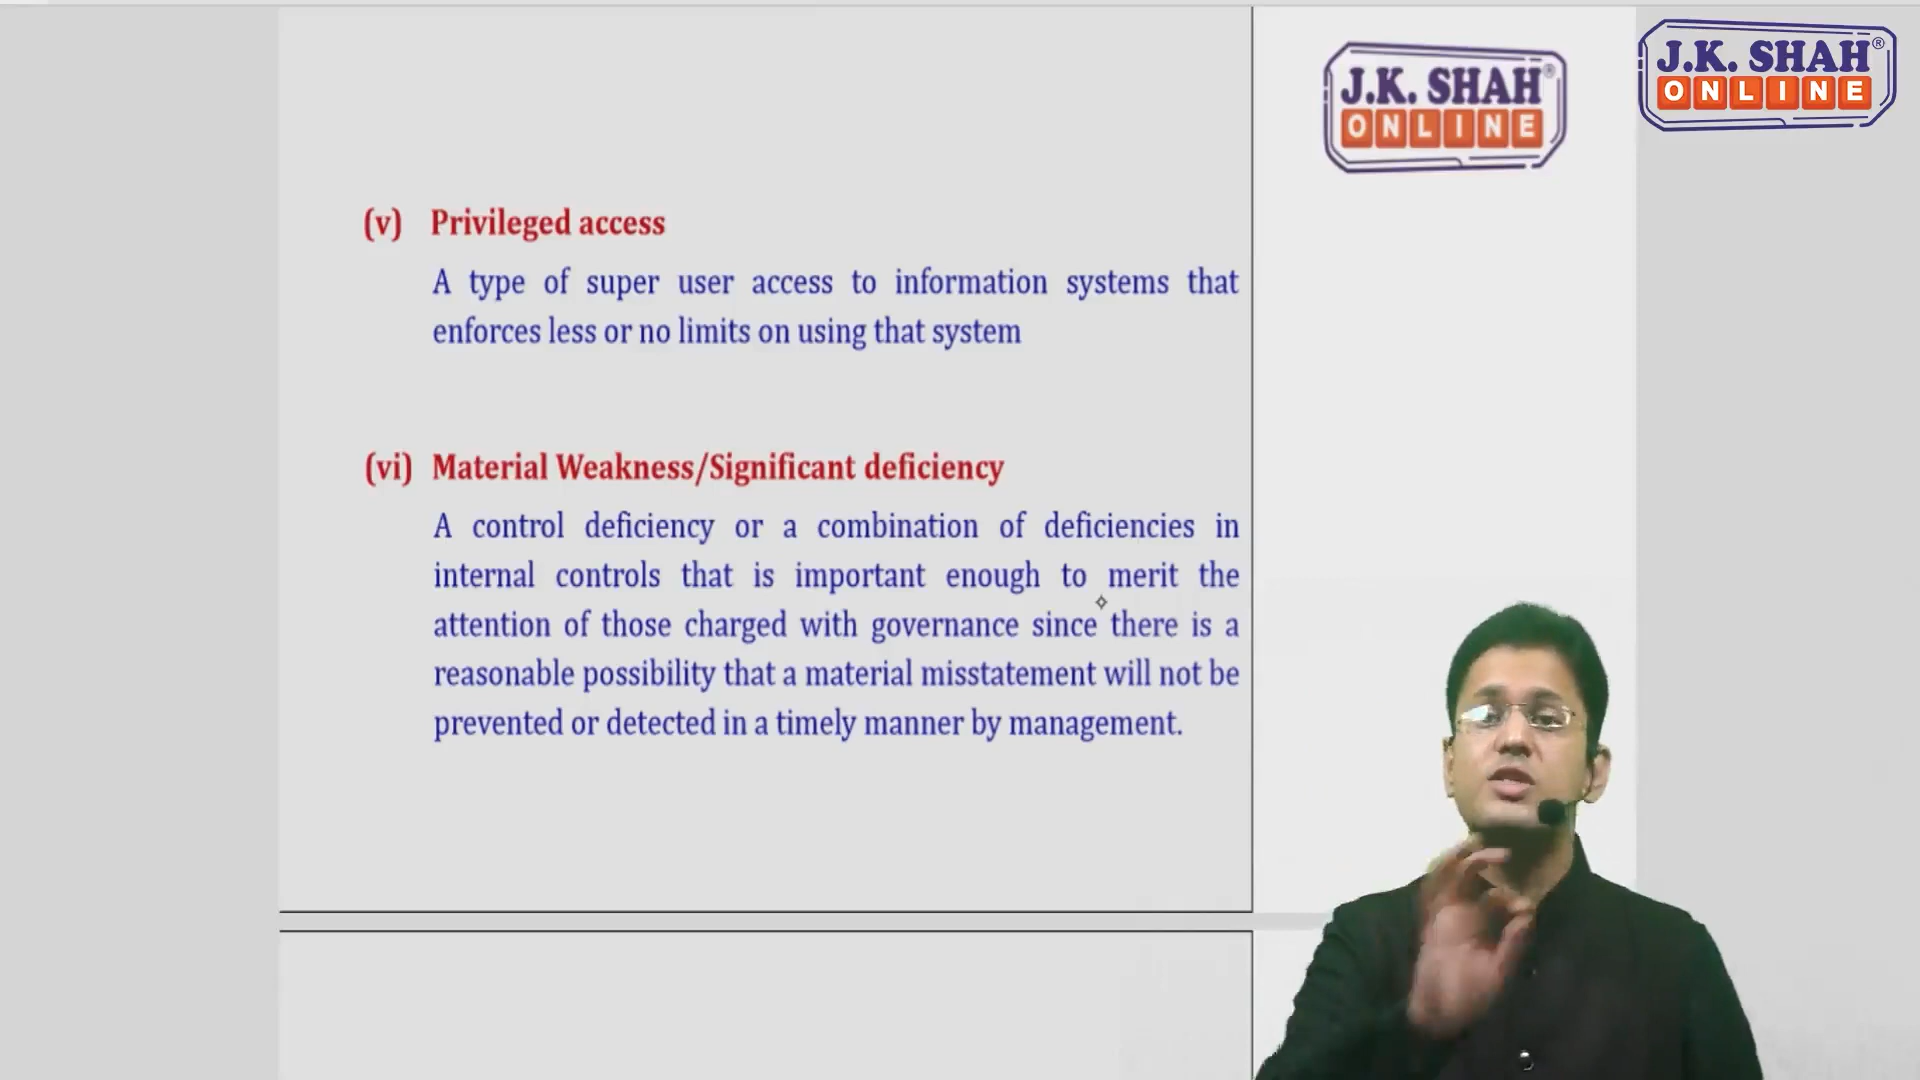 J.K. SHAH®
ONLINE
J.K. SHAH®
ONLINE
(v) Privileged access
A type of super user access to information systems that
enforces less or no limits on using that system
(vi) Material Weakness/Significant deficiency
A control deficiency or a combination of deficiencies in
internal controls that is important enough to merit the
attention of those charged with governance since there is a
reasonable possibility that a material misstatement will not be
prevented or detected in a timely manner by management.